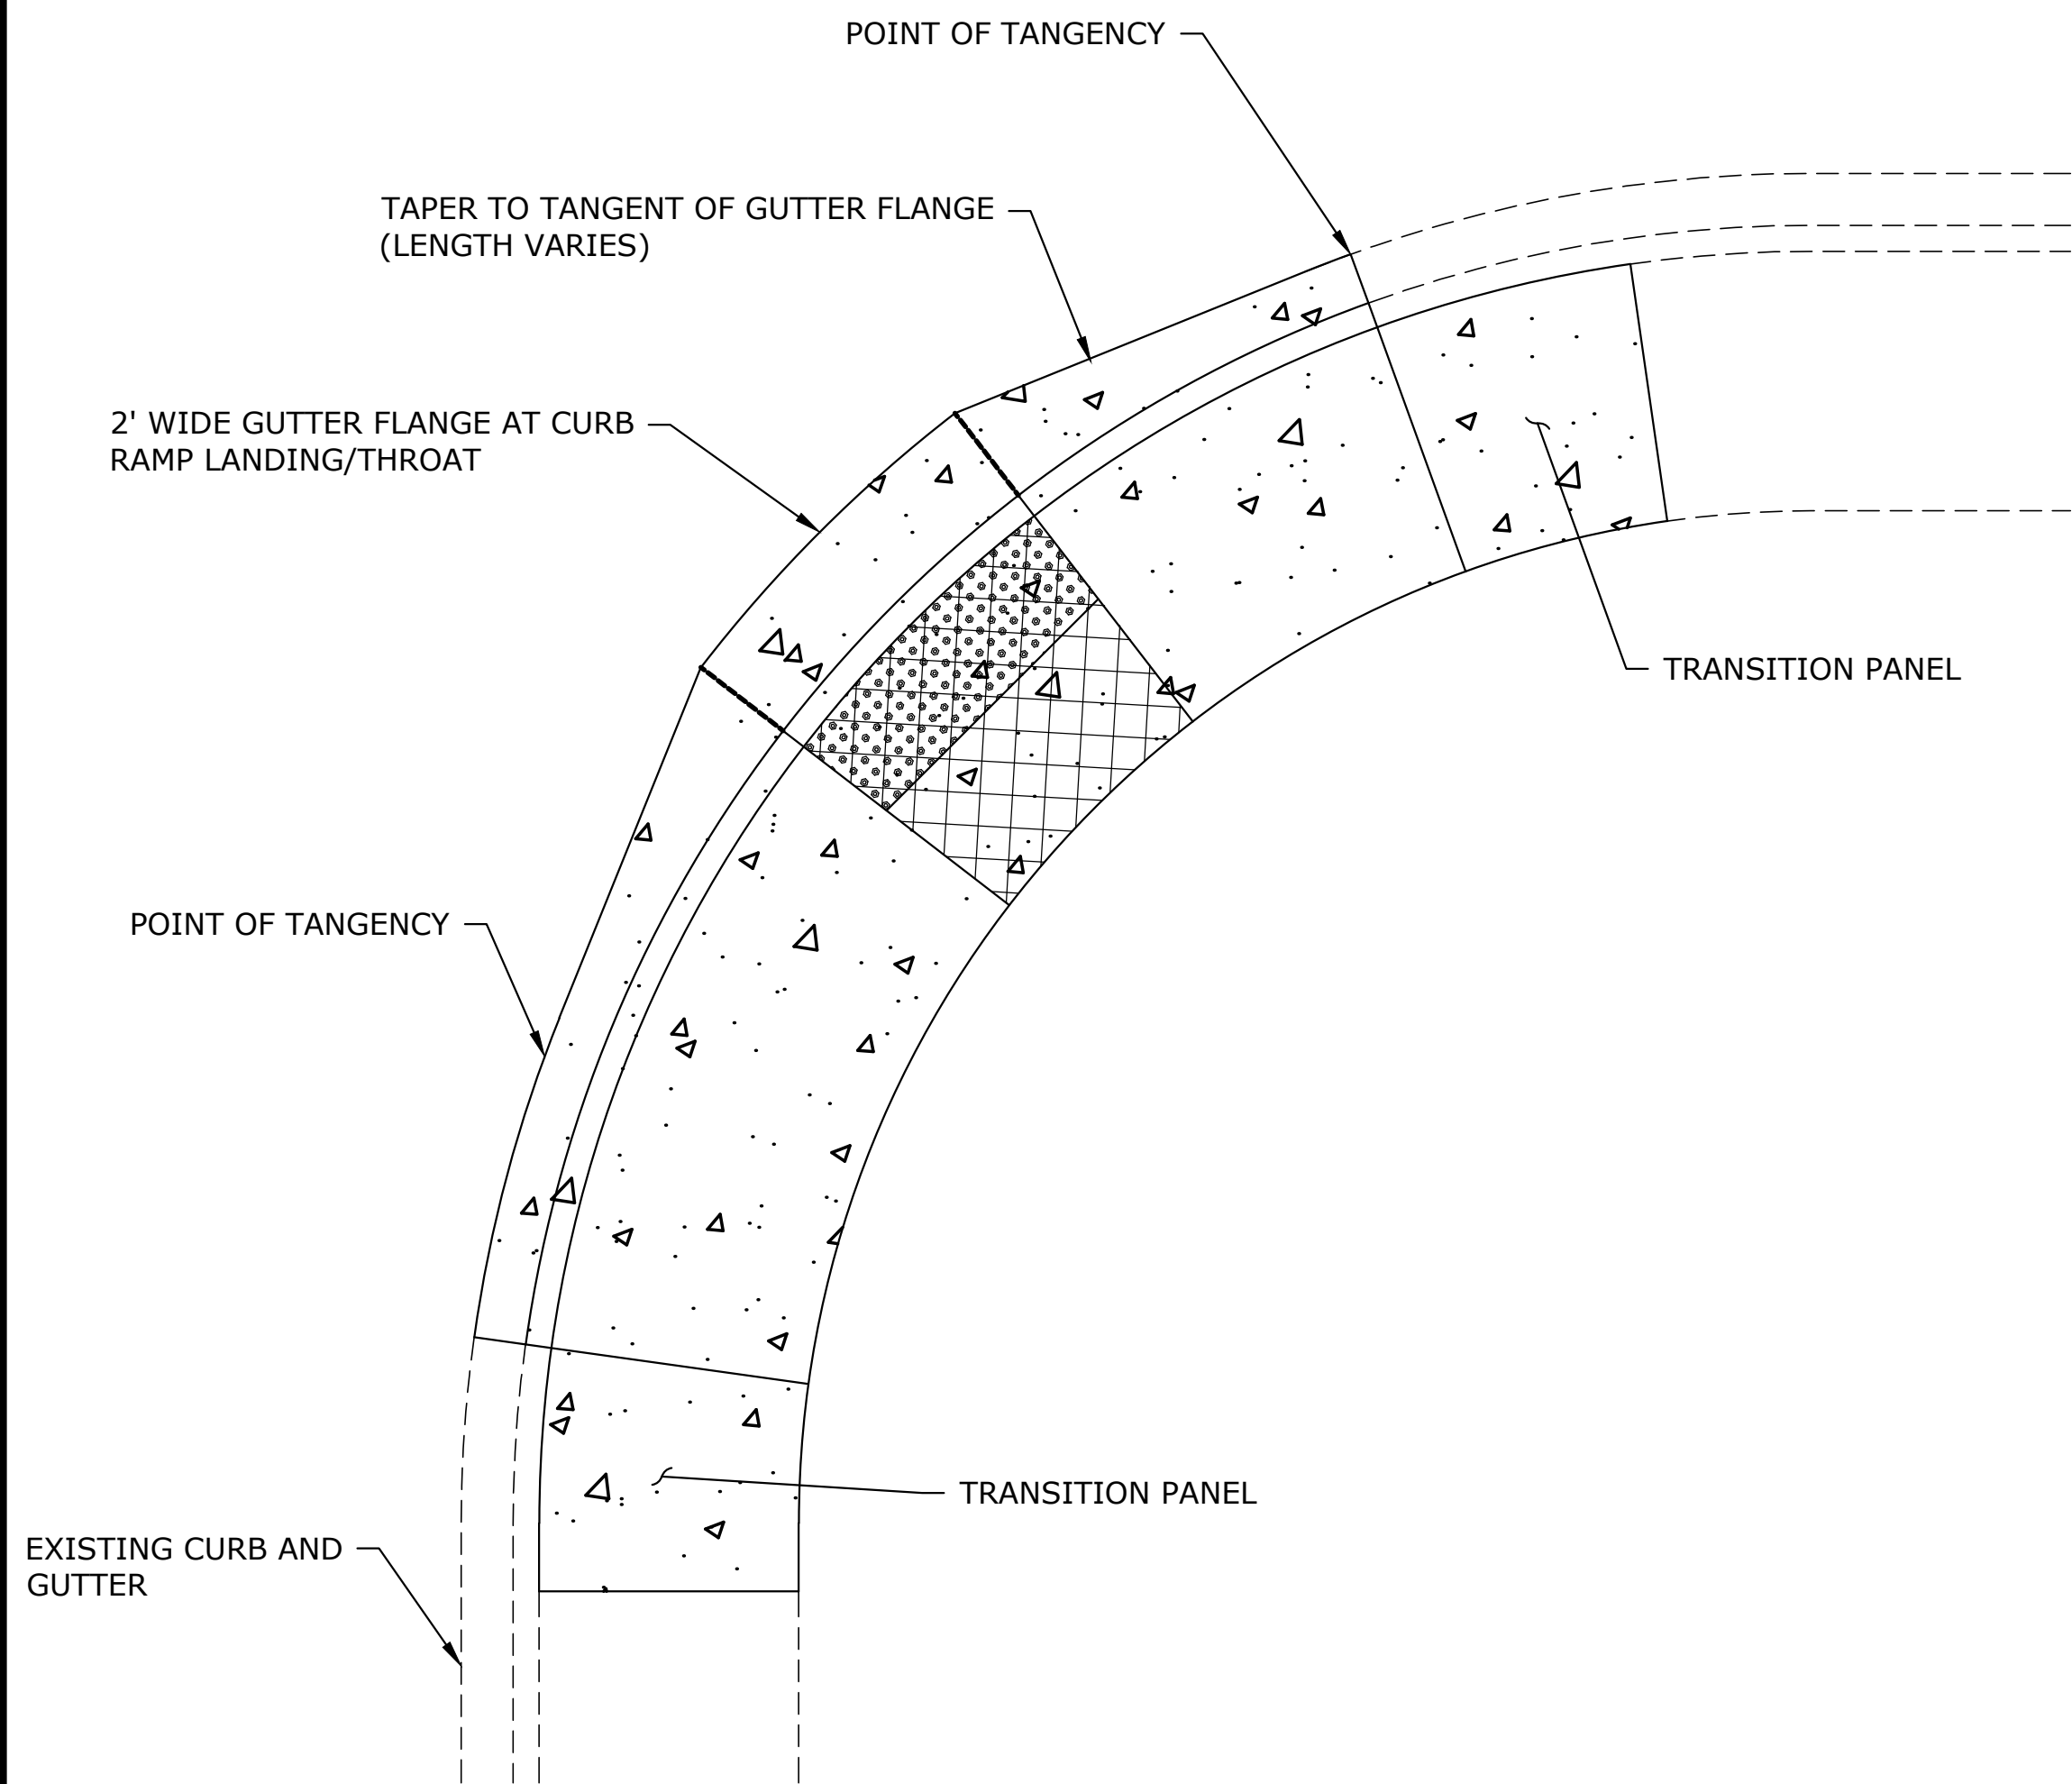 POINT OF TANGENCY
TAPER TO TANGENT OF GUTTER FLANGE
(LENGTH VARIES)
2' WIDE GUTTER FLANGE AT CURB
RAMP LANDING/THROAT
TRANSITION PANEL
POINT OF TANGENCY
TRANSITION PANEL
EXISTING CURB AND
GUTTER